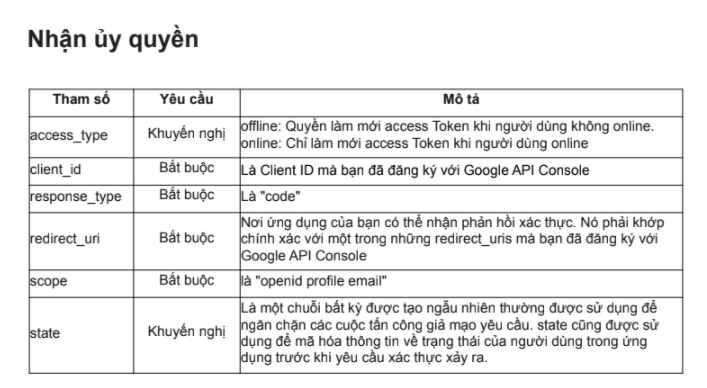 Nhận ủy quyền
Tham số Yêu cầu Mô tả
access_type Khuyến nghị offline: Quyền làm mới access Token khi người dùng không online.
online: Chỉ làm mới access Token khi người dùng online
client_id Bắt buộc Là Client ID mà bạn đã đăng ký với Google API Console
response_type Bắt buộc Là "code"
redirect_uri Bắt buộc Nơi ứng dụng của bạn có thể nhận phản hồi xác thực. Nó phải khớp
chính xác với một trong những redirect_uris mà bạn đã đăng ký với
Google API Console
scope Bắt buộc là "openid profile email"
state Khuyến nghị Là một chuỗi bất kỳ được tạo ngẫu nhiên thường được sử dụng để
ngăn chặn các cuộc tấn công giả mạo yêu cầu. state cũng được sử
dụng để mã hóa thông tin về trạng thái của người dùng trong ứng
dụng trước khi yêu cầu xác thực xảy ra.